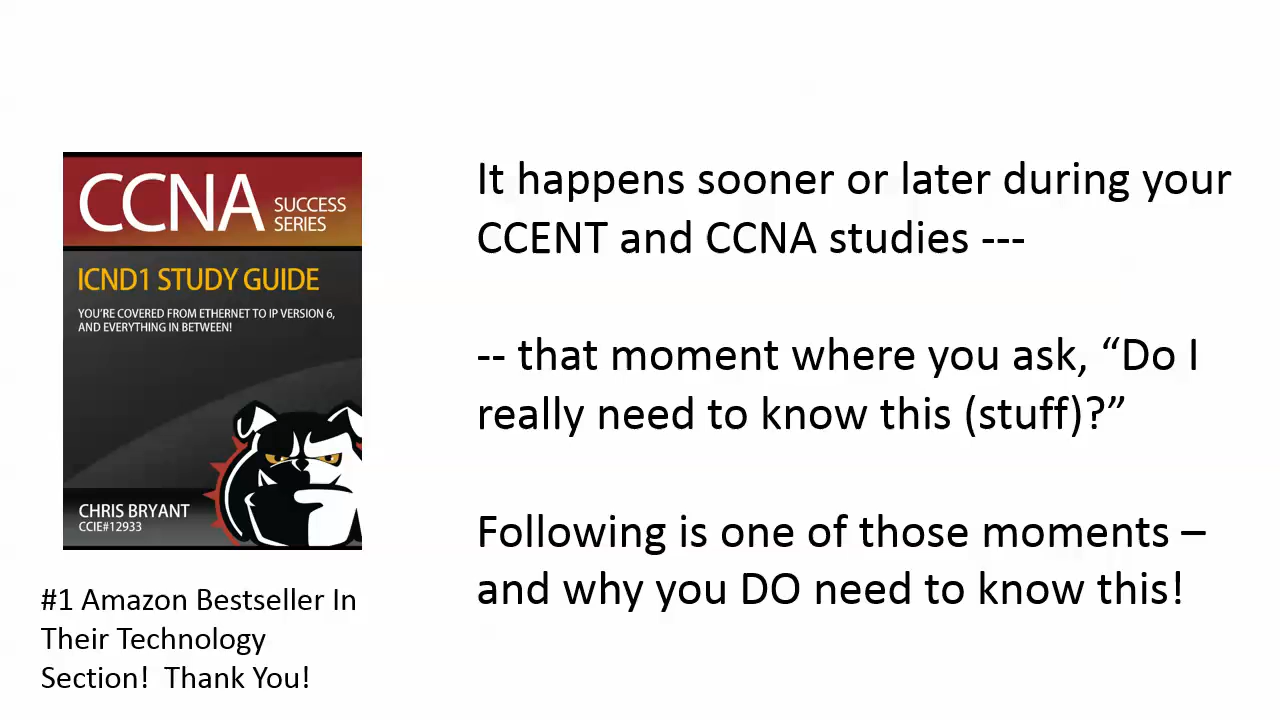 CCNA SUCCESS SERIES
ICND1 STUDY GUIDE
YOU'RE COVERED FROM ETHERNET TO IP VERSION 6,
AND EVERYTHING IN BETWEEN!
CHRIS BRYANT
CCIE#12933
#1 Amazon Bestseller In
Their Technology
Section!  Thank You!
It happens sooner or later during your
CCENT and CCNA studies ---
-- that moment where you ask, “Do I
really need to know this (stuff)?”
Following is one of those moments –
and why you DO need to know this!